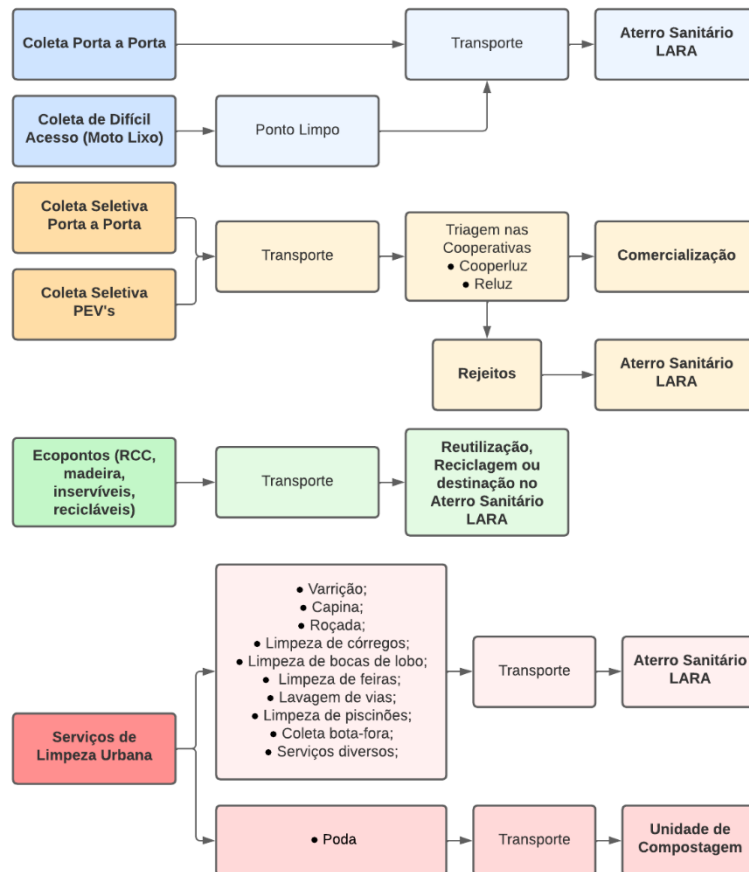 Coleta Porta a Porta
Transporte
Aterro Sanitário
LARA
Coleta de Difícil
Acesso (Moto Lixo)
Ponto Limpo
Coleta Seletiva
Porta a Porta
Coleta Seletiva
PEV's
Transporte
Triagem nas
Cooperativas
● Cooperluz
● Reluz
Comercialização
Rejeitos
Aterro Sanitário
LARA
Ecopontos (RCC,
madeira,
inservíveis,
recicláveis)
Transporte
Reutilização,
Reciclagem ou
destinação no
Aterro Sanitário
LARA
Serviços de
Limpeza Urbana
● Varrição;
● Capina;
● Roçada;
● Limpeza de córregos;
● Limpeza de bocas de lobo;
● Limpeza de feiras;
● Lavagem de vias;
● Limpeza de piscinões;
● Coleta bota-fora;
● Serviços diversos;
Transporte
Aterro Sanitário
LARA
● Poda
Transporte
Unidade de
Compostagem